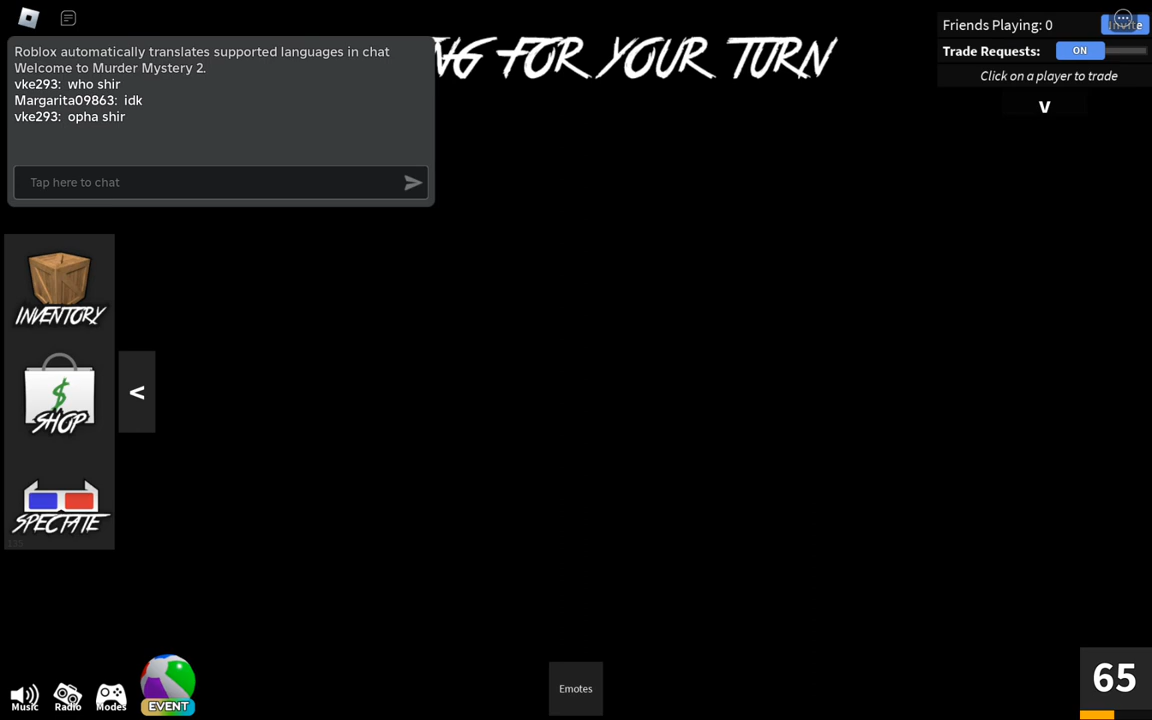 Roblox automatically translates supported languages in chat
Welcome to Murder Mystery 2.
vke293: who shir
Margarita09863: idk
vke293: opha shir
Tap here to chat
NG FOR YOUR TURN
Friends Playing: 0 Invite
Trade Requests: ON
Click on a player to trade
v
INVENTORY
<
SHOP
SPECTATE
135
Music
Radio
Modes
EVENT
Emotes
65